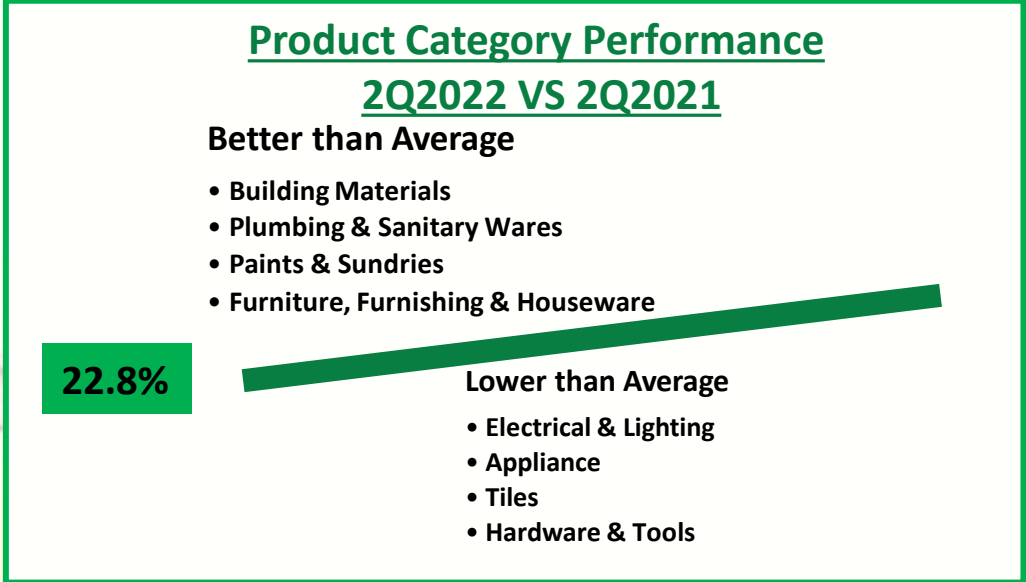 Product Category Performance
2Q2022 VS 2Q2021
Better than Average
• Building Materials
• Plumbing & Sanitary Wares
• Paints & Sundries
• Furniture, Furnishing & Houseware
22.8%
Lower than Average
• Electrical & Lighting
• Appliance
• Tiles
• Hardware & Tools